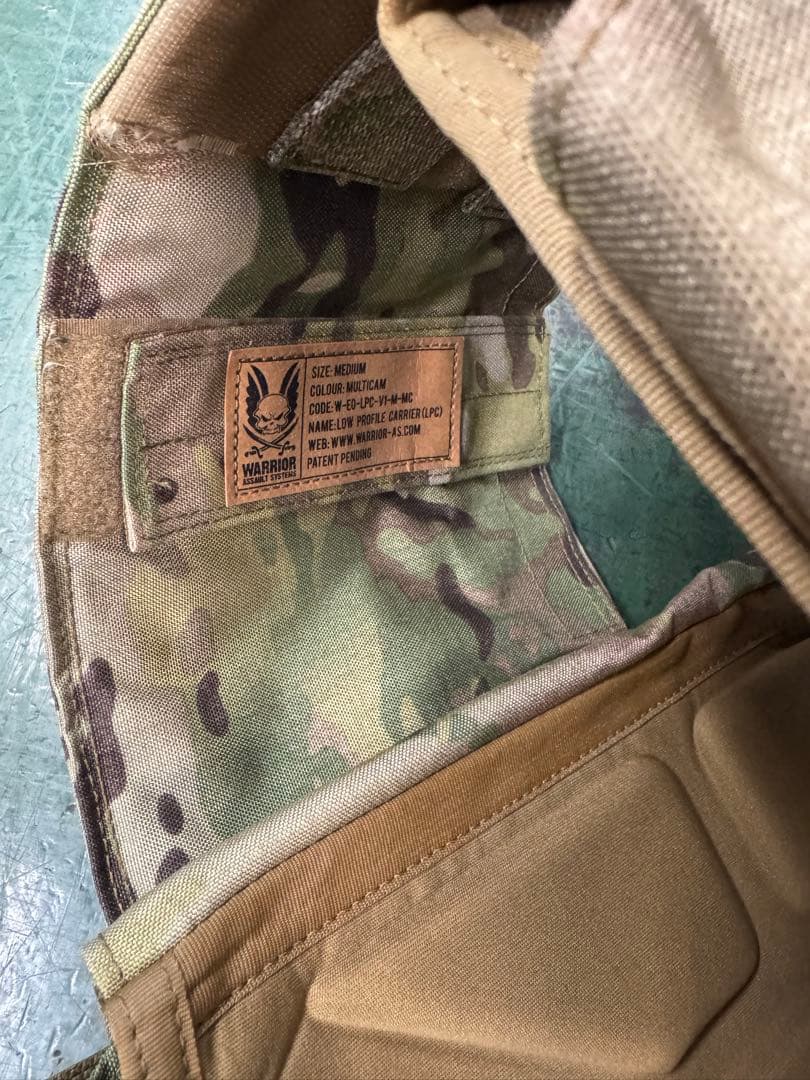 SIZE: MEDIUM
COLOUR: MULTICAM
CODE: W-EO-LPC-V1-M-MC
NAME: LOW PROFILE CARRIER (LPC)
WEB: WWW.WARRIOR-AS.COM
PATENT PENDING
WARRIOR
ASSAULT SYSTEMS